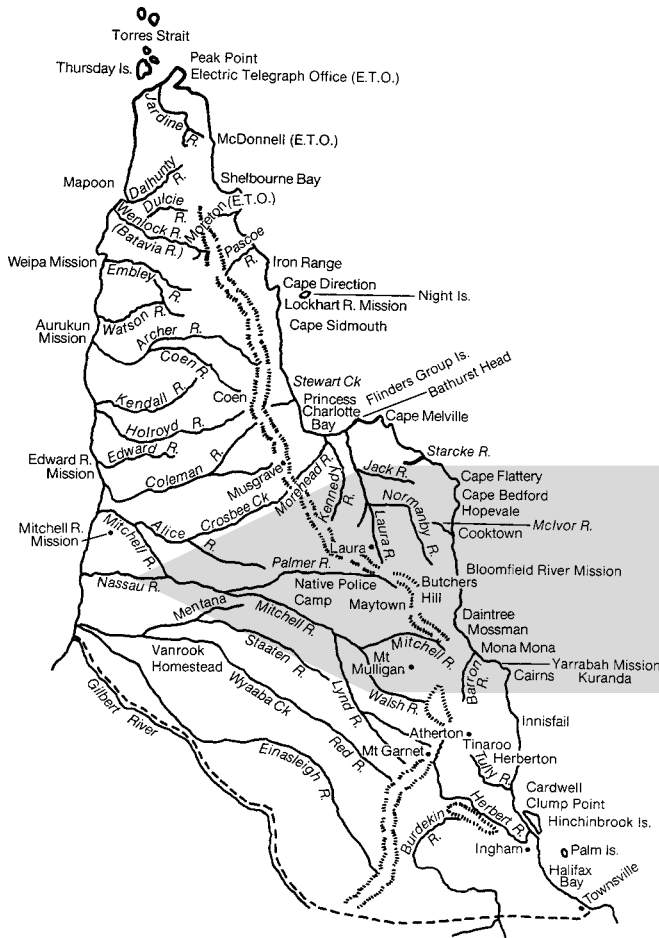 Torres Strait
Thursday Is.
Peak Point
Electric Telegraph Office (E.T.O.)
Jardine R.
McDonnell (E.T.O.)
Mapoon
Dalhunty R.
Shelbourne Bay
Dulcie R.
Moreton (E.T.O.)
Wenlock R.
(Batavia R.)
Pascoe R.
Weipa Mission
Embley R.
Iron Range
Cape Direction
Night Is.
Lockhart R. Mission
Watson R.
Cape Sidmouth
Aurukun
Mission
Archer R.
Coen R.
Stewart Ck
Flinders Group Is.
Bathurst Head
Kendall R.
Coen
Princess
Charlotte
Bay
Cape Melville
Holroyd R.
Edward R.
Starcke R.
Edward R.
Mission
Coleman R.
Musgrave
Morehead R.
Kennedy R.
Jack R.
Cape Flattery
Normanby R.
Cape Bedford
Hopevale
Crosbee Ck
McIvor R.
Mitchell R.
Mission
Mitchell R.
Alice R.
Laura
Laura R.
Cooktown
Palmer R.
Bloomfield River Mission
Nassau R.
Native Police
Camp
Butchers
Hill
Maytown
Mentana
Mitchell R.
Daintree
Mossman
Mitchell R.
Mona Mona
Vanrook
Homestead
Staaten R.
Mt
Mulligan
Barron R.
Yarrabah Mission
Cairns
Kuranda
Gilbert River
Wyaaba Ck
Lynd R.
Walsh R.
Innisfail
Red R.
Atherton
Tinaroo
Mt Garnet
Herberton
Einasleigh R.
Tully R.
Cardwell
Clump Point
Herbert R.
Hinchinbrook Is.
Burdekin R.
Ingham
Palm Is.
Halifax
Bay
Townsville